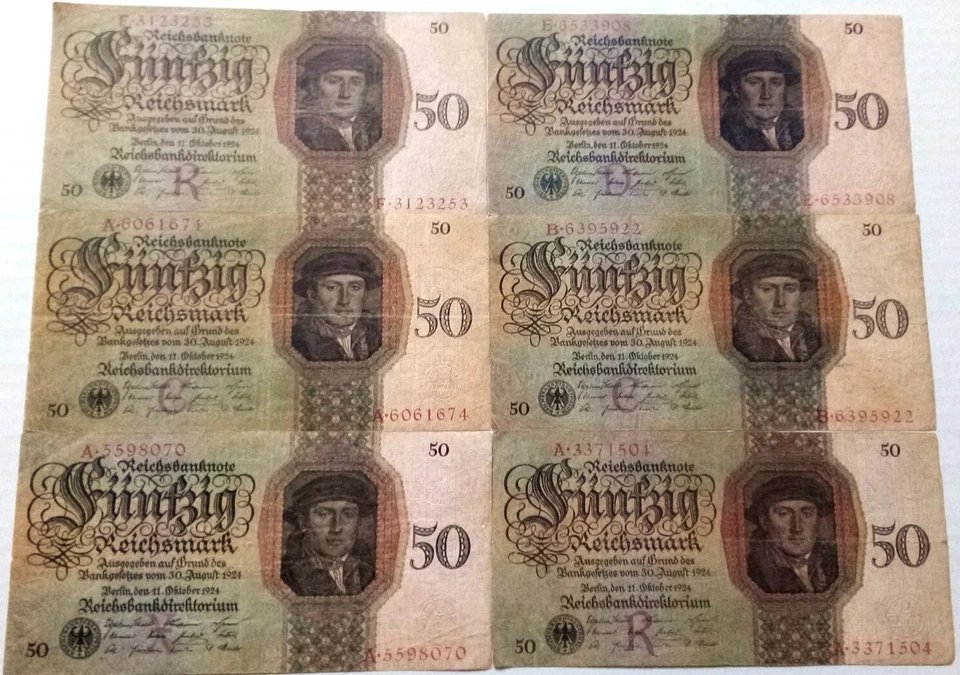 F·3123253
50
Reichsbanknote
Fünfzig
Reichsmark
50
Ausgegeben auf Grund des
Bankgesetzes vom 30. August 1924
Berlin, den 11. Oktober 1924
Reichsbankdirektorium
50
R
F·3123253
E·6533908
50
Reichsbanknote
Fünfzig
Reichsmark
50
Ausgegeben auf Grund des
Bankgesetzes vom 30. August 1924
Berlin, den 11. Oktober 1924
Reichsbankdirektorium
50
E·6533908
A·6061674
50
Reichsbanknote
Fünfzig
Reichsmark
50
Ausgegeben auf Grund des
Bankgesetzes vom 30. August 1924
Berlin, den 11. Oktober 1924
Reichsbankdirektorium
50
A·6061674
B·6395922
50
Reichsbanknote
Fünfzig
Reichsmark
50
Ausgegeben auf Grund des
Bankgesetzes vom 30. August 1924
Berlin, den 11. Oktober 1924
Reichsbankdirektorium
50
B·6395922
A·5598070
50
Reichsbanknote
Fünfzig
Reichsmark
50
Ausgegeben auf Grund des
Bankgesetzes vom 30. August 1924
Berlin, den 11. Oktober 1924
Reichsbankdirektorium
50
A·5598070
A·3371504
50
Reichsbanknote
Fünfzig
Reichsmark
50
Ausgegeben auf Grund des
Bankgesetzes vom 30. August 1924
Berlin, den 11. Oktober 1924
Reichsbankdirektorium
50
R
A·3371504